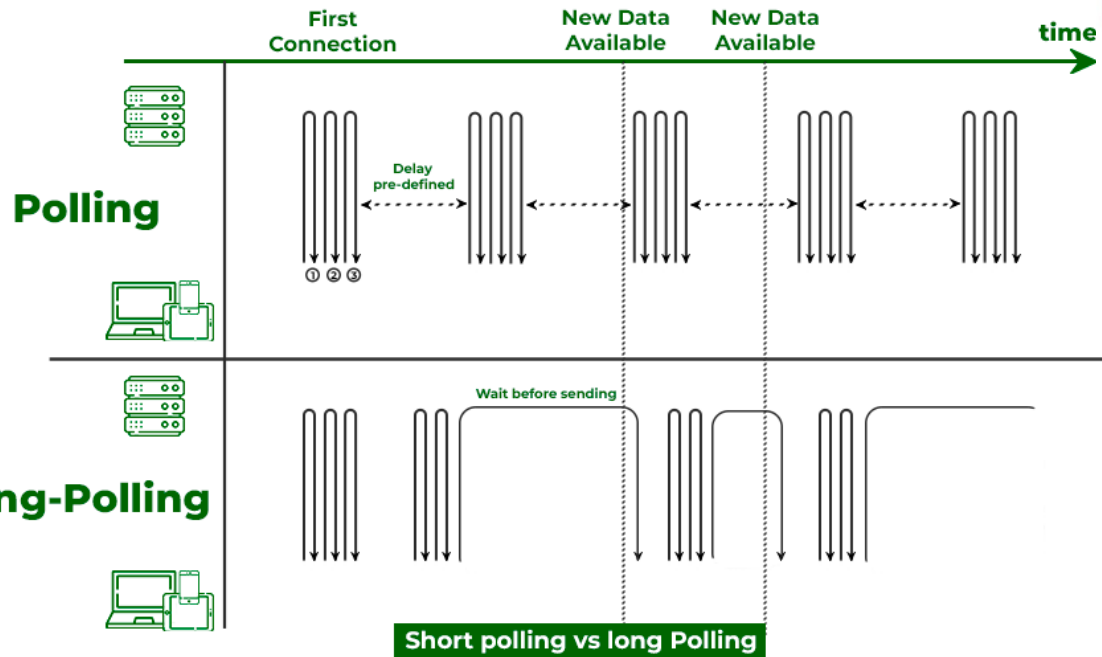 First
Connection
New Data
Available
New Data
Available
time
Delay
pre-defined
Polling
① ② ③
Wait before sending
ng-Polling
Short polling vs long Polling